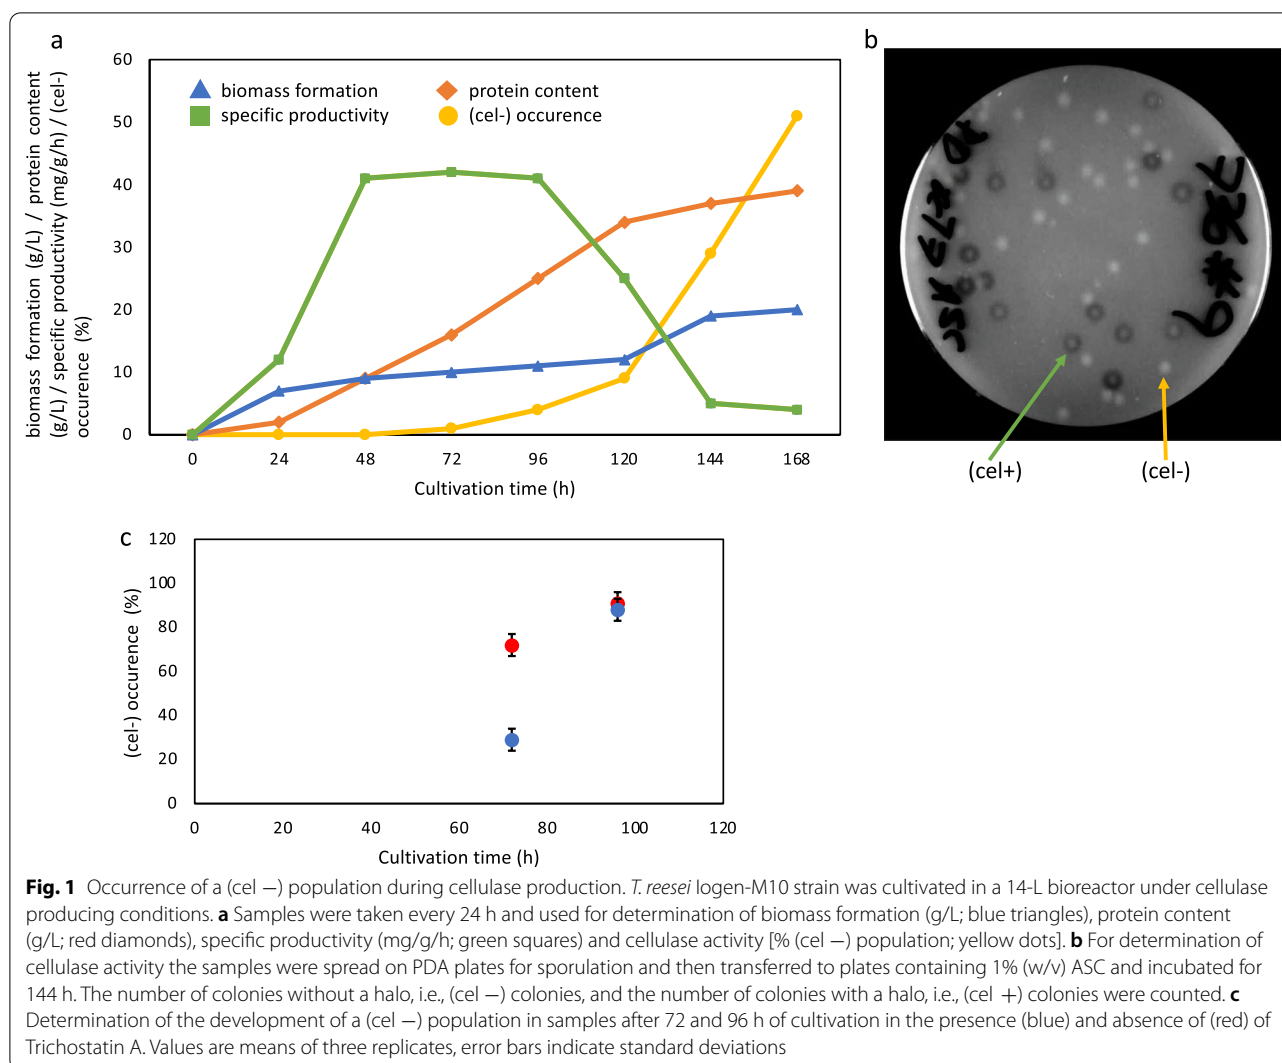 a
biomass formation (g/L) / protein content
(g/L) / specific productivity (mg/g/h) / (cel-)
occurence (%)
60
50
40
30
20
10
0
biomass formation
protein content
specific productivity
(cel-) occurence
0 24 48 72 96 120 144 168
Cultivation time (h)
b
(cel+)
(cel-)
c
(cel-) occurence (%)
120
100
80
60
40
20
0
0 20 40 60 80 100 120
Cultivation time (h)
Fig. 1 Occurrence of a (cel −) population during cellulase production. T. reesei Iogen-M10 strain was cultivated in a 14-L bioreactor under cellulase
producing conditions. a Samples were taken every 24 h and used for determination of biomass formation (g/L; blue triangles), protein content
(g/L; red diamonds), specific productivity (mg/g/h; green squares) and cellulase activity [% (cel −) population; yellow dots]. b For determination of
cellulase activity the samples were spread on PDA plates for sporulation and then transferred to plates containing 1% (w/v) ASC and incubated for
144 h. The number of colonies without a halo, i.e., (cel −) colonies, and the number of colonies with a halo, i.e., (cel +) colonies were counted. c
Determination of the development of a (cel −) population in samples after 72 and 96 h of cultivation in the presence (blue) and absence of (red) of
Trichostatin A. Values are means of three replicates, error bars indicate standard deviations